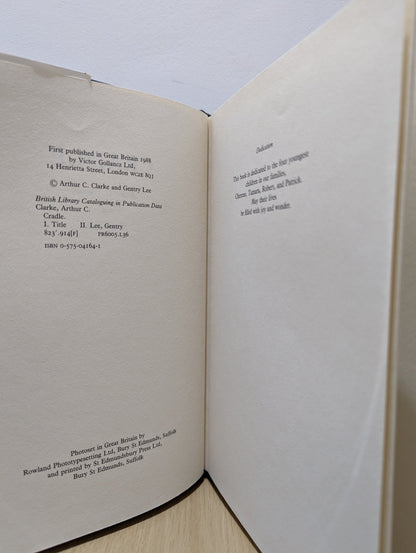 First published in Great Britain 1988
by Victor Gollancz Ltd,
14 Henrietta Street, London WC2E 8QJ
© Arthur C. Clarke and Gentry Lee
British Library Cataloguing in Publication Data
Clarke, Arthur C.
Cradle.
I. Title II. Lee, Gentry
823'.914[F] PR6005.L36
ISBN 0-575-04164-1
Photoset in Great Britain by
Rowland Phototypesetting Ltd, Bury St Edmunds, Suffolk
and printed by St Edmundsbury Press Ltd,
Bury St Edmunds, Suffolk
Dedication
This book is dedicated to the four youngest
children in our families,
Cherene, Tamara, Robert, and Patrick.
May their lives
be filled with joy and wonder.